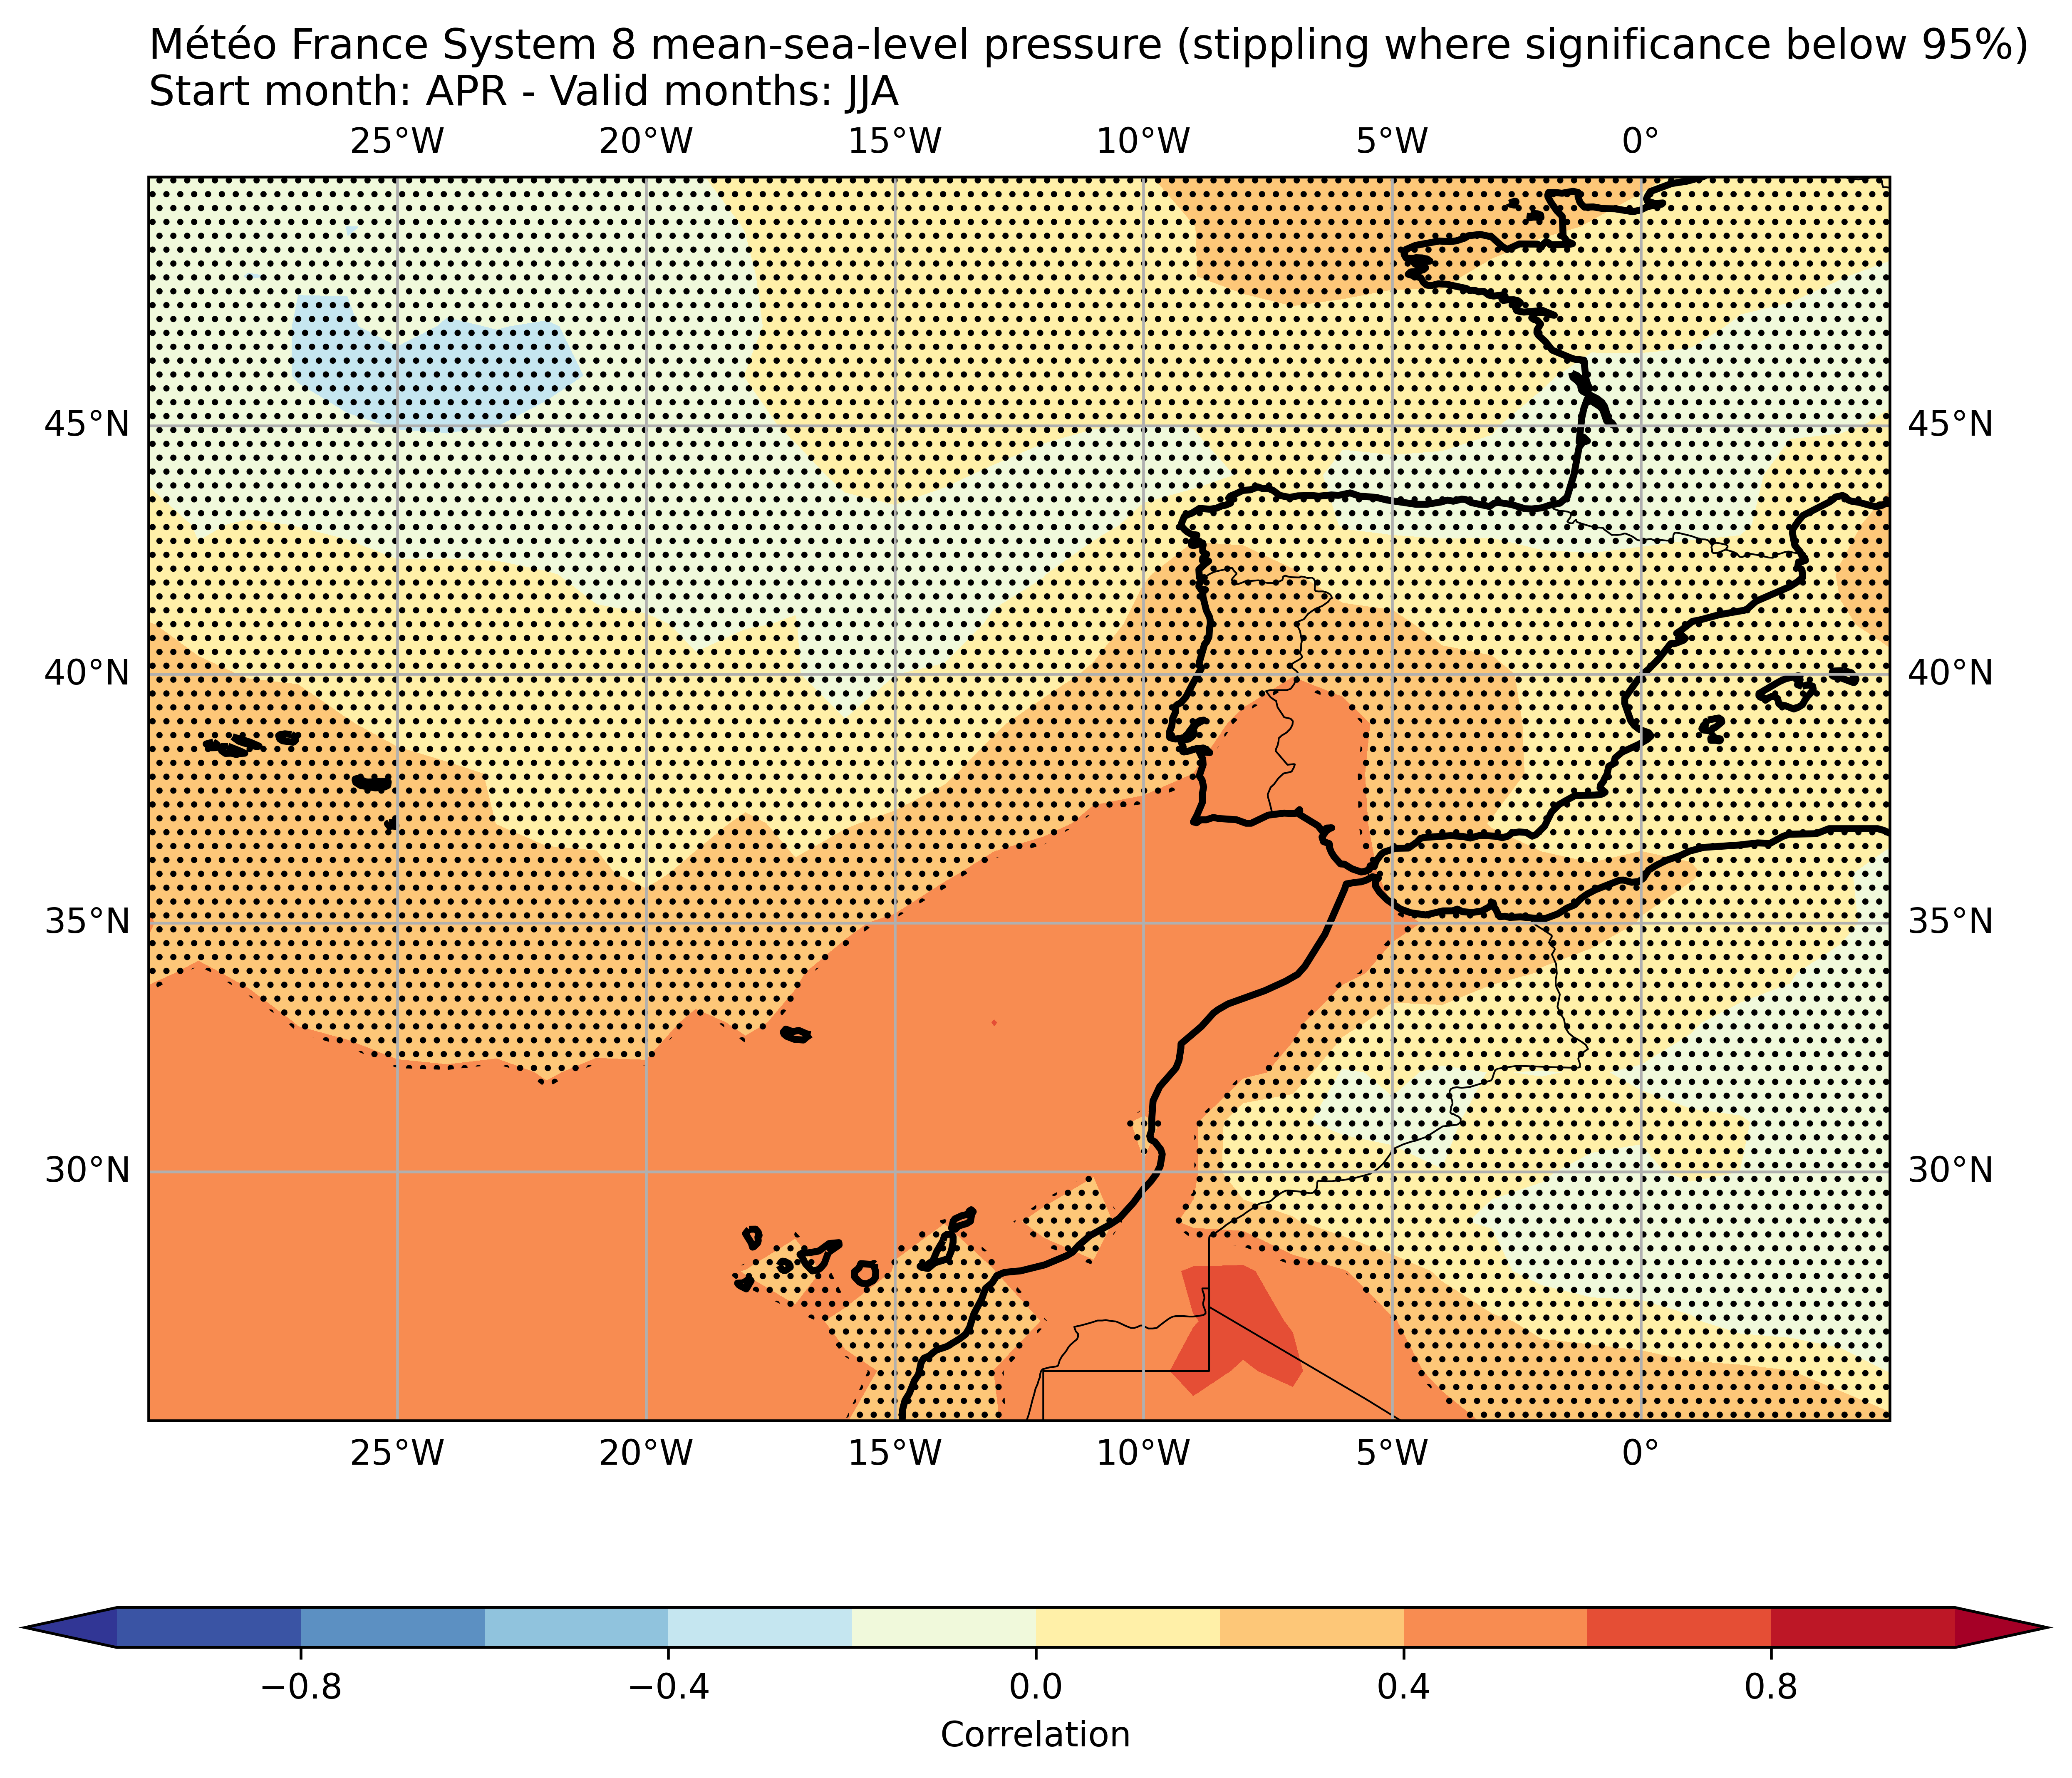 Météo France System 8 mean-sea-level pressure (stippling where significance below 95%)
Start month: APR - Valid months: JJA
25°W 20°W 15°W 10°W 5°W 0°
45°N 45°N
40°N 40°N
35°N 35°N
30°N 30°N
25°W 20°W 15°W 10°W 5°W 0°
−0.8 −0.4 0.0 0.4 0.8
Correlation